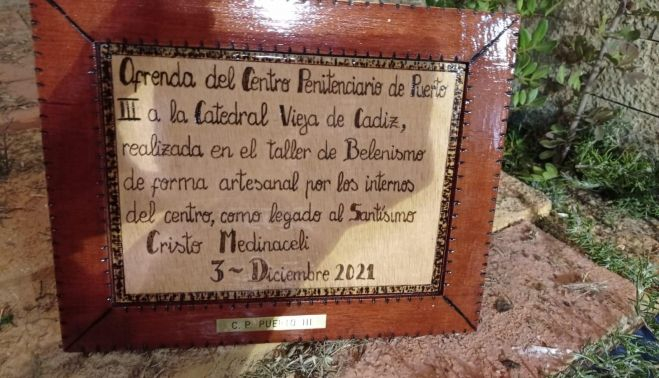 Ofrenda del Centro Penitenciario de Puerto
III a la Catedral Vieja de Cadiz,
realizada en el taller de Belenismo
de forma artesanal por los internos
del centro, como legado al Santísimo
Cristo Medinaceli
3~ Diciembre 2021
C. P. PUERTO III